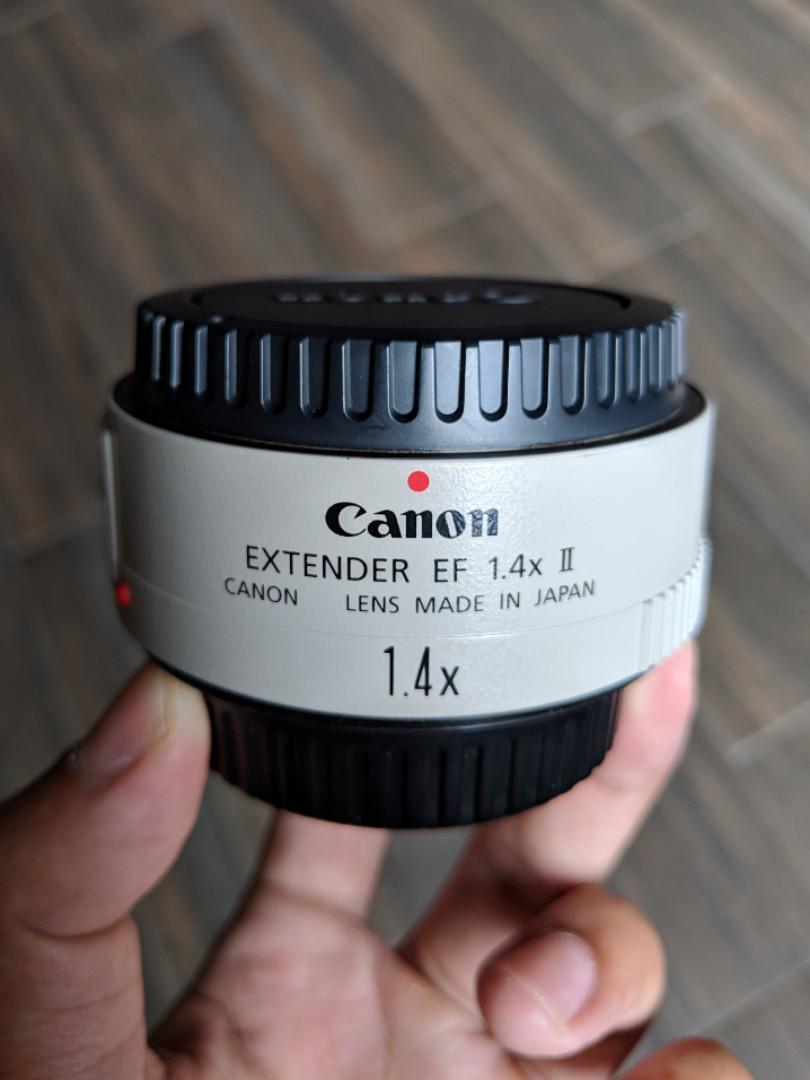 Canon
EXTENDER EF 1.4x II
CANON LENS MADE IN JAPAN
1.4x